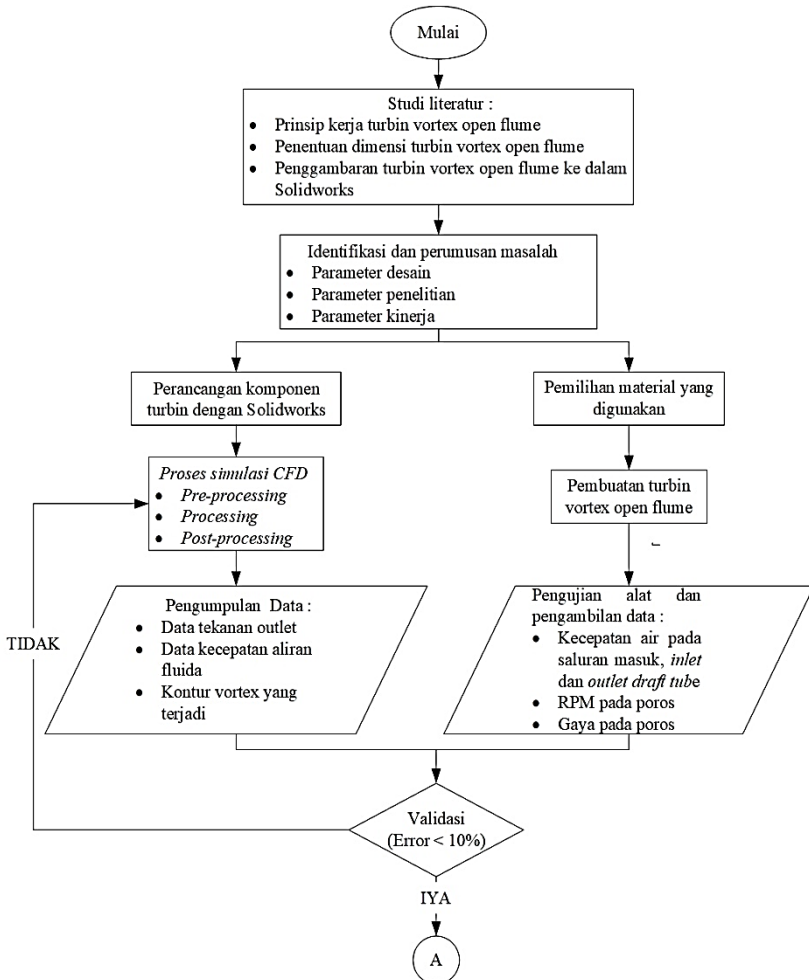 Mulai
Studi literatur :
• Prinsip kerja turbin vortex open flume
• Penentuan dimensi turbin vortex open flume
• Penggambaran turbin vortex open flume ke dalam
Solidworks
Identifikasi dan perumusan masalah
• Parameter desain
• Parameter penelitian
• Parameter kinerja
Perancangan komponen
turbin dengan Solidworks
Pemilihan material yang
digunakan
Proses simulasi CFD
• Pre-processing
• Processing
• Post-processing
Pembuatan turbin
vortex open flume
Pengumpulan Data :
• Data tekanan outlet
• Data kecepatan aliran
fluida
• Kontur vortex yang
terjadi
Pengujian alat dan
pengambilan data :
• Kecepatan air pada
saluran masuk, inlet
dan outlet draft tube
• RPM pada poros
• Gaya pada poros
TIDAK
Validasi
(Error < 10%)
IYA
A